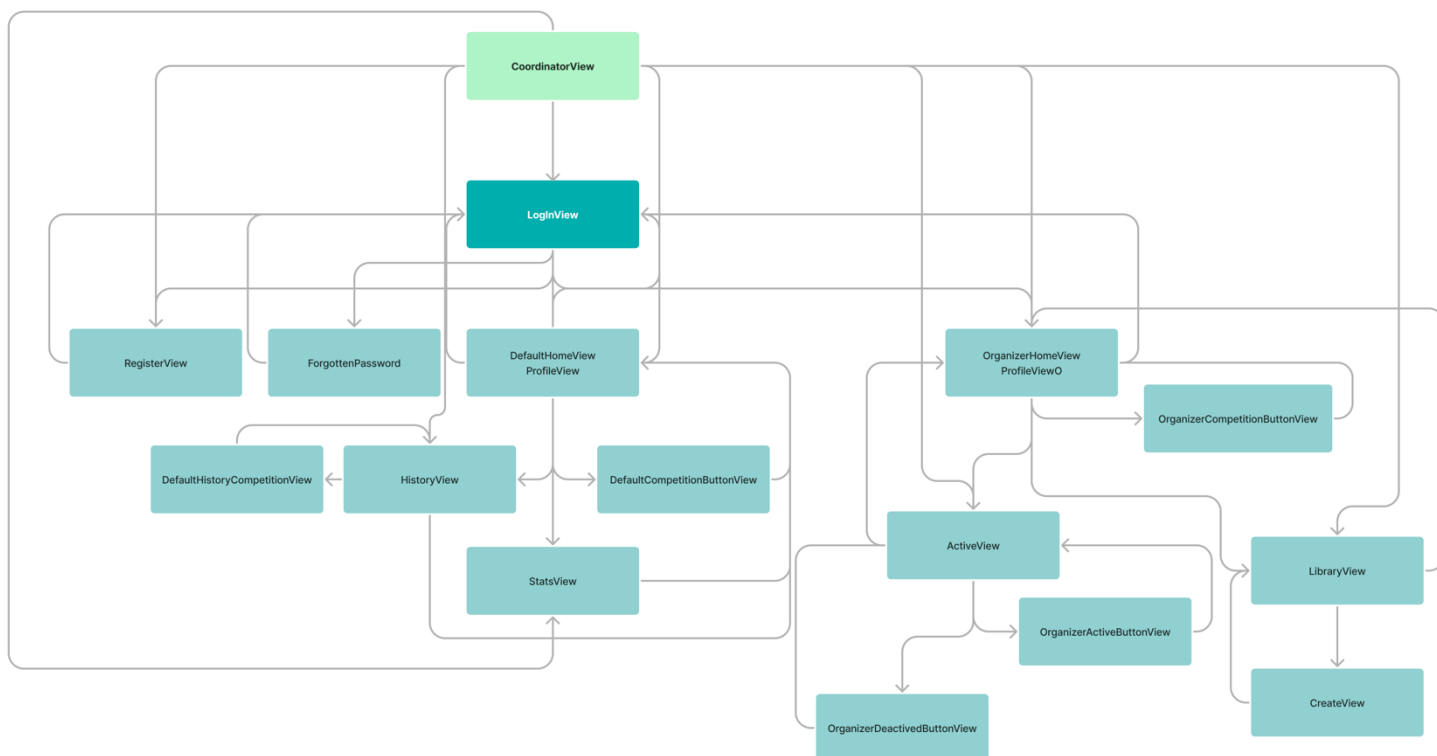 CoordinatorView
LogInView
RegisterView
ForgottenPassword
DefaultHomeView
ProfileView
OrganizerHomeView
ProfileViewO
OrganizerCompetitionButtonView
DefaultHistoryCompetitionView
HistoryView
DefaultCompetitionButtonView
ActiveView
LibraryView
StatsView
OrganizerActiveButtonView
CreateView
OrganizerDeactivedButtonView